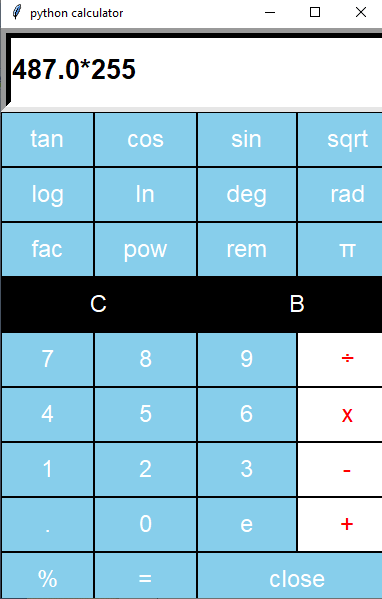 python calculator
487.0*255
tan cos sin sqrt
log ln deg rad
fac pow rem π
C B
7 8 9 ÷
4 5 6 x
1 2 3 -
. 0 e +
% = close